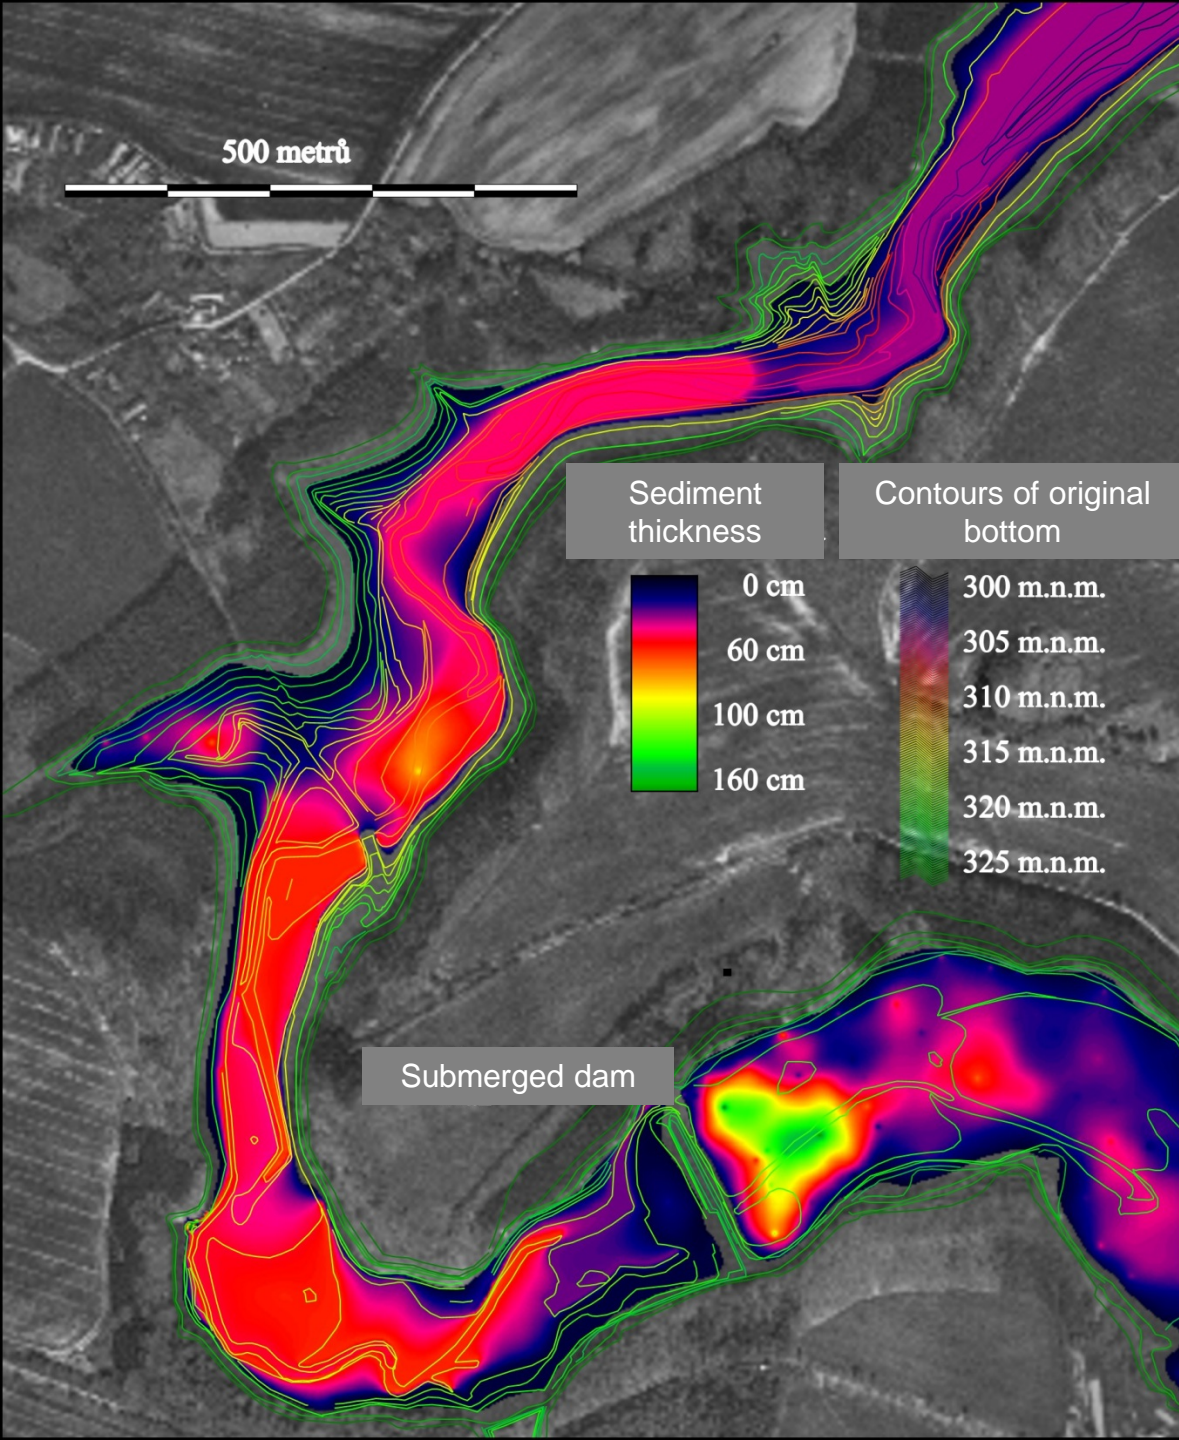 500 metrů
Sediment
thickness
Contours of original
bottom
0 cm
60 cm
100 cm
160 cm
300 m.n.m.
305 m.n.m.
310 m.n.m.
315 m.n.m.
320 m.n.m.
325 m.n.m.
Submerged dam